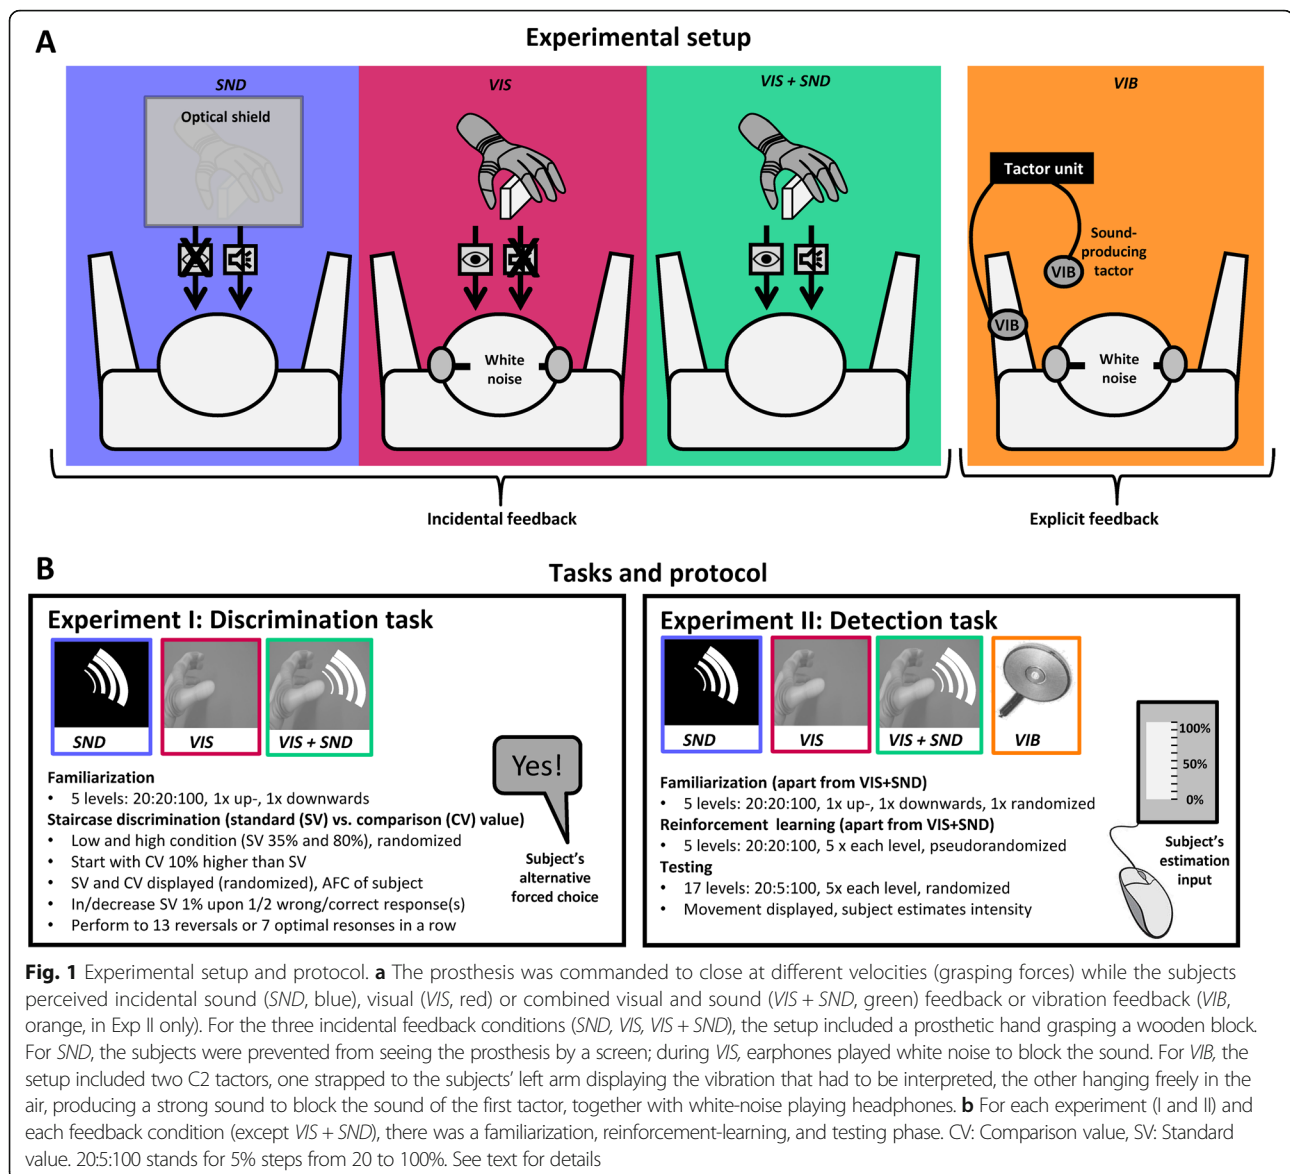 A
Experimental setup
SND
VIS
VIS + SND
VIB
Optical shield
Tactor unit
Sound-
producing
tactor
VIB
VIB
White
noise
White
noise
Incidental feedback
Explicit feedback
B
Tasks and protocol
Experiment I: Discrimination task
SND
VIS
VIS + SND
Familiarization
• 5 levels: 20:20:100, 1x up-, 1x downwards
Staircase discrimination (standard (SV) vs. comparison (CV) value)
• Low and high condition (SV 35% and 80%), randomized
• Start with CV 10% higher than SV
• SV and CV displayed (randomized), AFC of subject
• In/decrease SV 1% upon 1/2 wrong/correct response(s)
• Perform to 13 reversals or 7 optimal resonses in a row
Yes!
Subject's
alternative
forced choice
Experiment II: Detection task
SND
VIS
VIS + SND
VIB
Familiarization (apart from VIS+SND)
• 5 levels: 20:20:100, 1x up-, 1x downwards, 1x randomized
Reinforcement learning (apart from VIS+SND)
• 5 levels: 20:20:100, 5 x each level, pseudorandomized
Testing
• 17 levels: 20:5:100, 5x each level, randomized
• Movement displayed, subject estimates intensity
100%
50%
0%
Subject's
estimation
input
Fig. 1 Experimental setup and protocol. a The prosthesis was commanded to close at different velocities (grasping forces) while the subjects
perceived incidental sound (SND, blue), visual (VIS, red) or combined visual and sound (VIS + SND, green) feedback or vibration feedback (VIB,
orange, in Exp II only). For the three incidental feedback conditions (SND, VIS, VIS + SND), the setup included a prosthetic hand grasping a wooden block.
For SND, the subjects were prevented from seeing the prosthesis by a screen; during VIS, earphones played white noise to block the sound. For VIB, the
setup included two C2 tactors, one strapped to the subjects' left arm displaying the vibration that had to be interpreted, the other hanging freely in the
air, producing a strong sound to block the sound of the first tactor, together with white-noise playing headphones. b For each experiment (I and II) and
each feedback condition (except VIS + SND), there was a familiarization, reinforcement-learning, and testing phase. CV: Comparison value, SV: Standard
value. 20:5:100 stands for 5% steps from 20 to 100%. See text for details